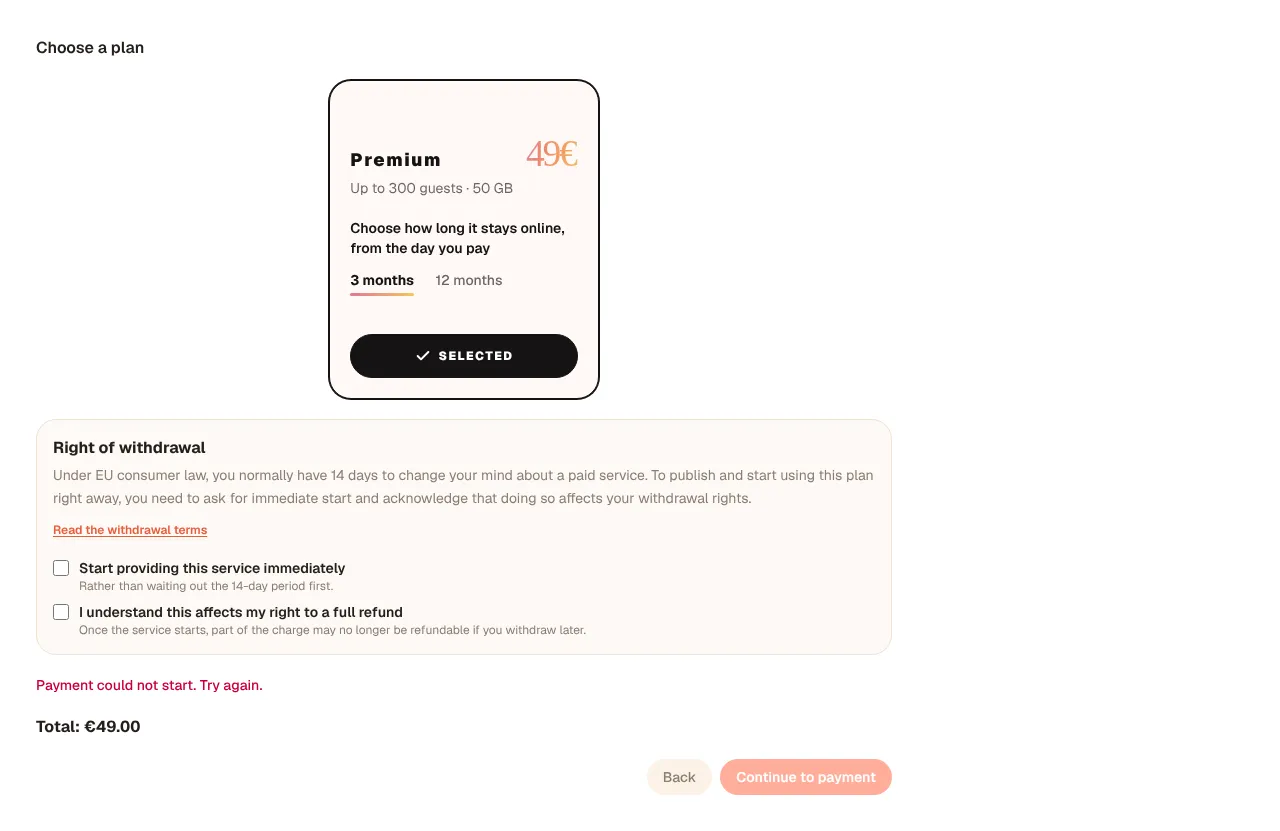 Choose a plan
Premium
49€
Up to 300 guests · 50 GB
Choose how long it stays online,
from the day you pay
3 months
12 months
SELECTED
Right of withdrawal
Under EU consumer law, you normally have 14 days to change your mind about a paid service. To publish and start using this plan
right away, you need to ask for immediate start and acknowledge that doing so affects your withdrawal rights.
Read the withdrawal terms
Start providing this service immediately
Rather than waiting out the 14-day period first.
I understand this affects my right to a full refund
Once the service starts, part of the charge may no longer be refundable if you withdraw later.
Payment could not start. Try again.
Total: €49.00
Back
Continue to payment